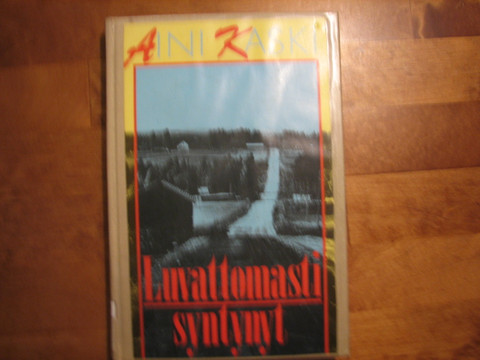 AINI KASKI
Luvattomasti
syntynyt